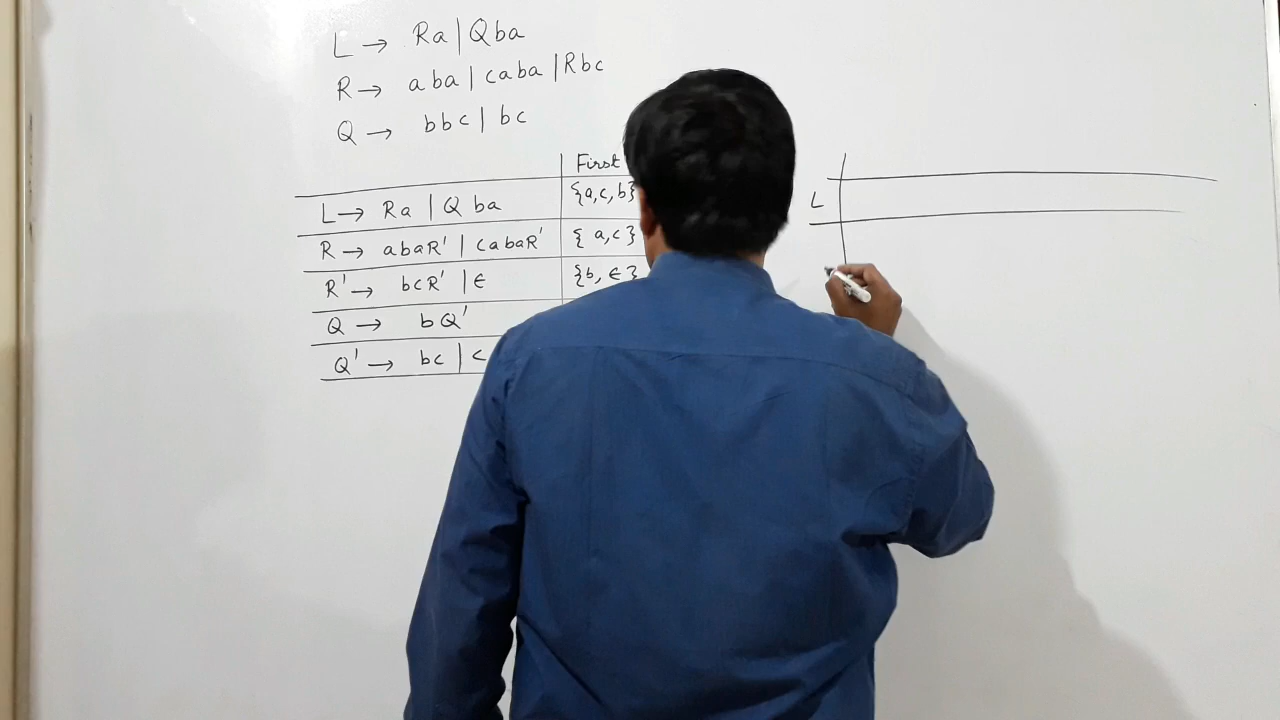 L → Ra | Qba
R → aba | caba | Rbc
Q → bbc | bc
First
L → Ra | Qba {a,c,b}
R → abaR' | cabaR' {a,c}
R' → bcR' | ϵ {b, ϵ}
Q → bQ'
Q' → bc | c
L